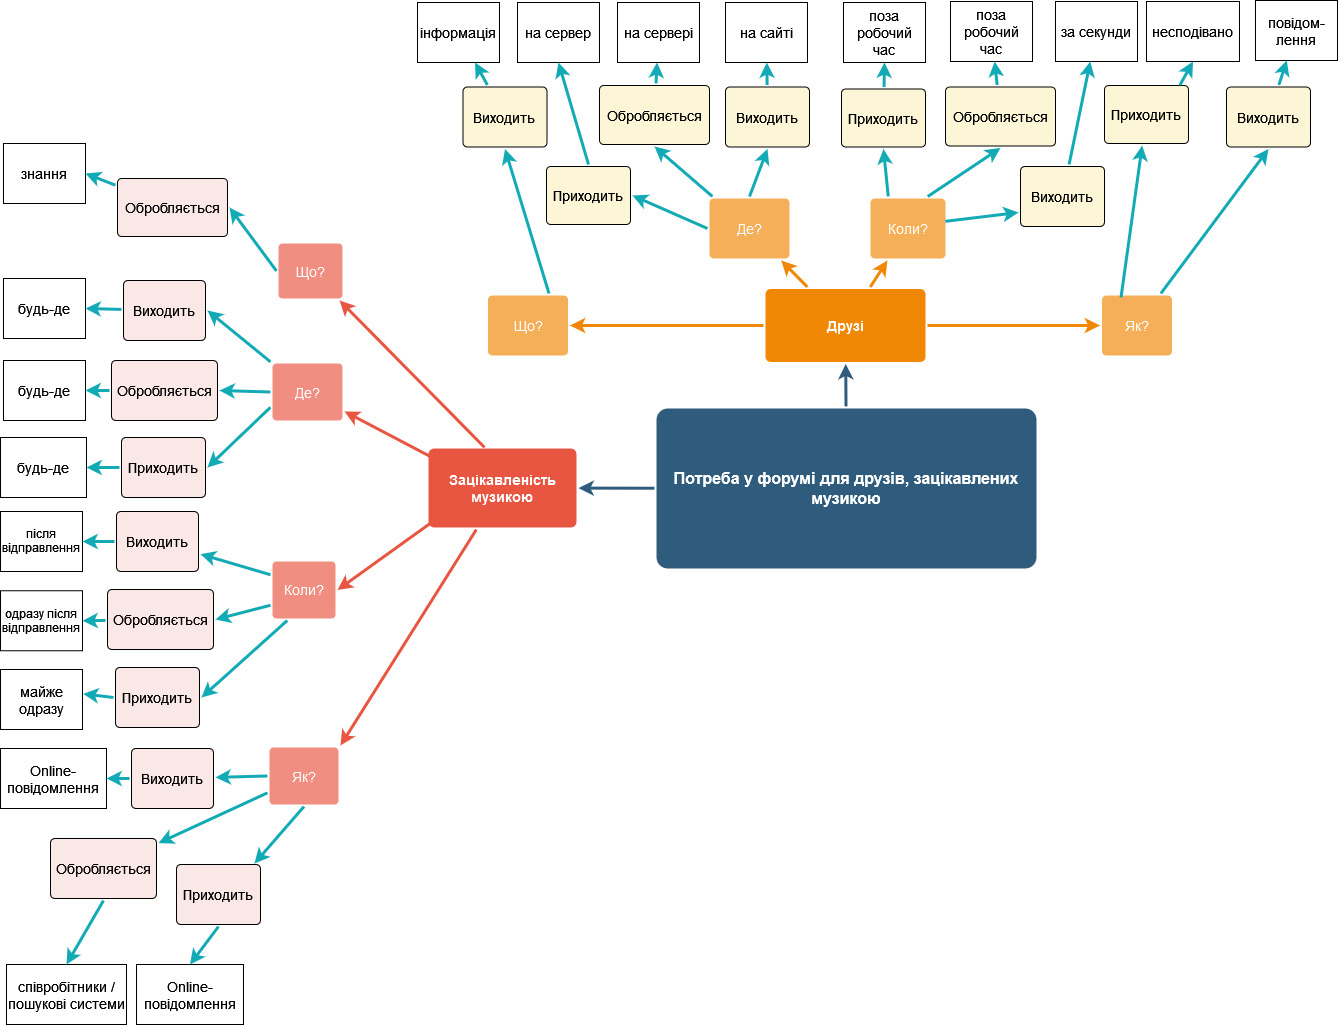 інформація
на сервер
на сервері
на сайті
поза
робочий
час
поза
робочий
час
за секунди
несподівано
повідом-
лення
Виходить
Обробляється
Виходить
Приходить
Обробляється
Приходить
Виходить
Приходить
Виходить
Де?
Коли?
Що?
Друзі
Як?
знання
Обробляється
Що?
будь-де
Виходить
будь-де
Обробляється
Де?
будь-де
Приходить
Зацікавленість
музикою
Потреба у форумі для друзів, зацікавлених
музикою
після
відправлення
Виходить
Коли?
одразу після
відправлення
Обробляється
майже
одразу
Приходить
Online-
повідомлення
Виходить
Як?
Обробляється
Приходить
співробітники /
пошукові системи
Online-
повідомлення